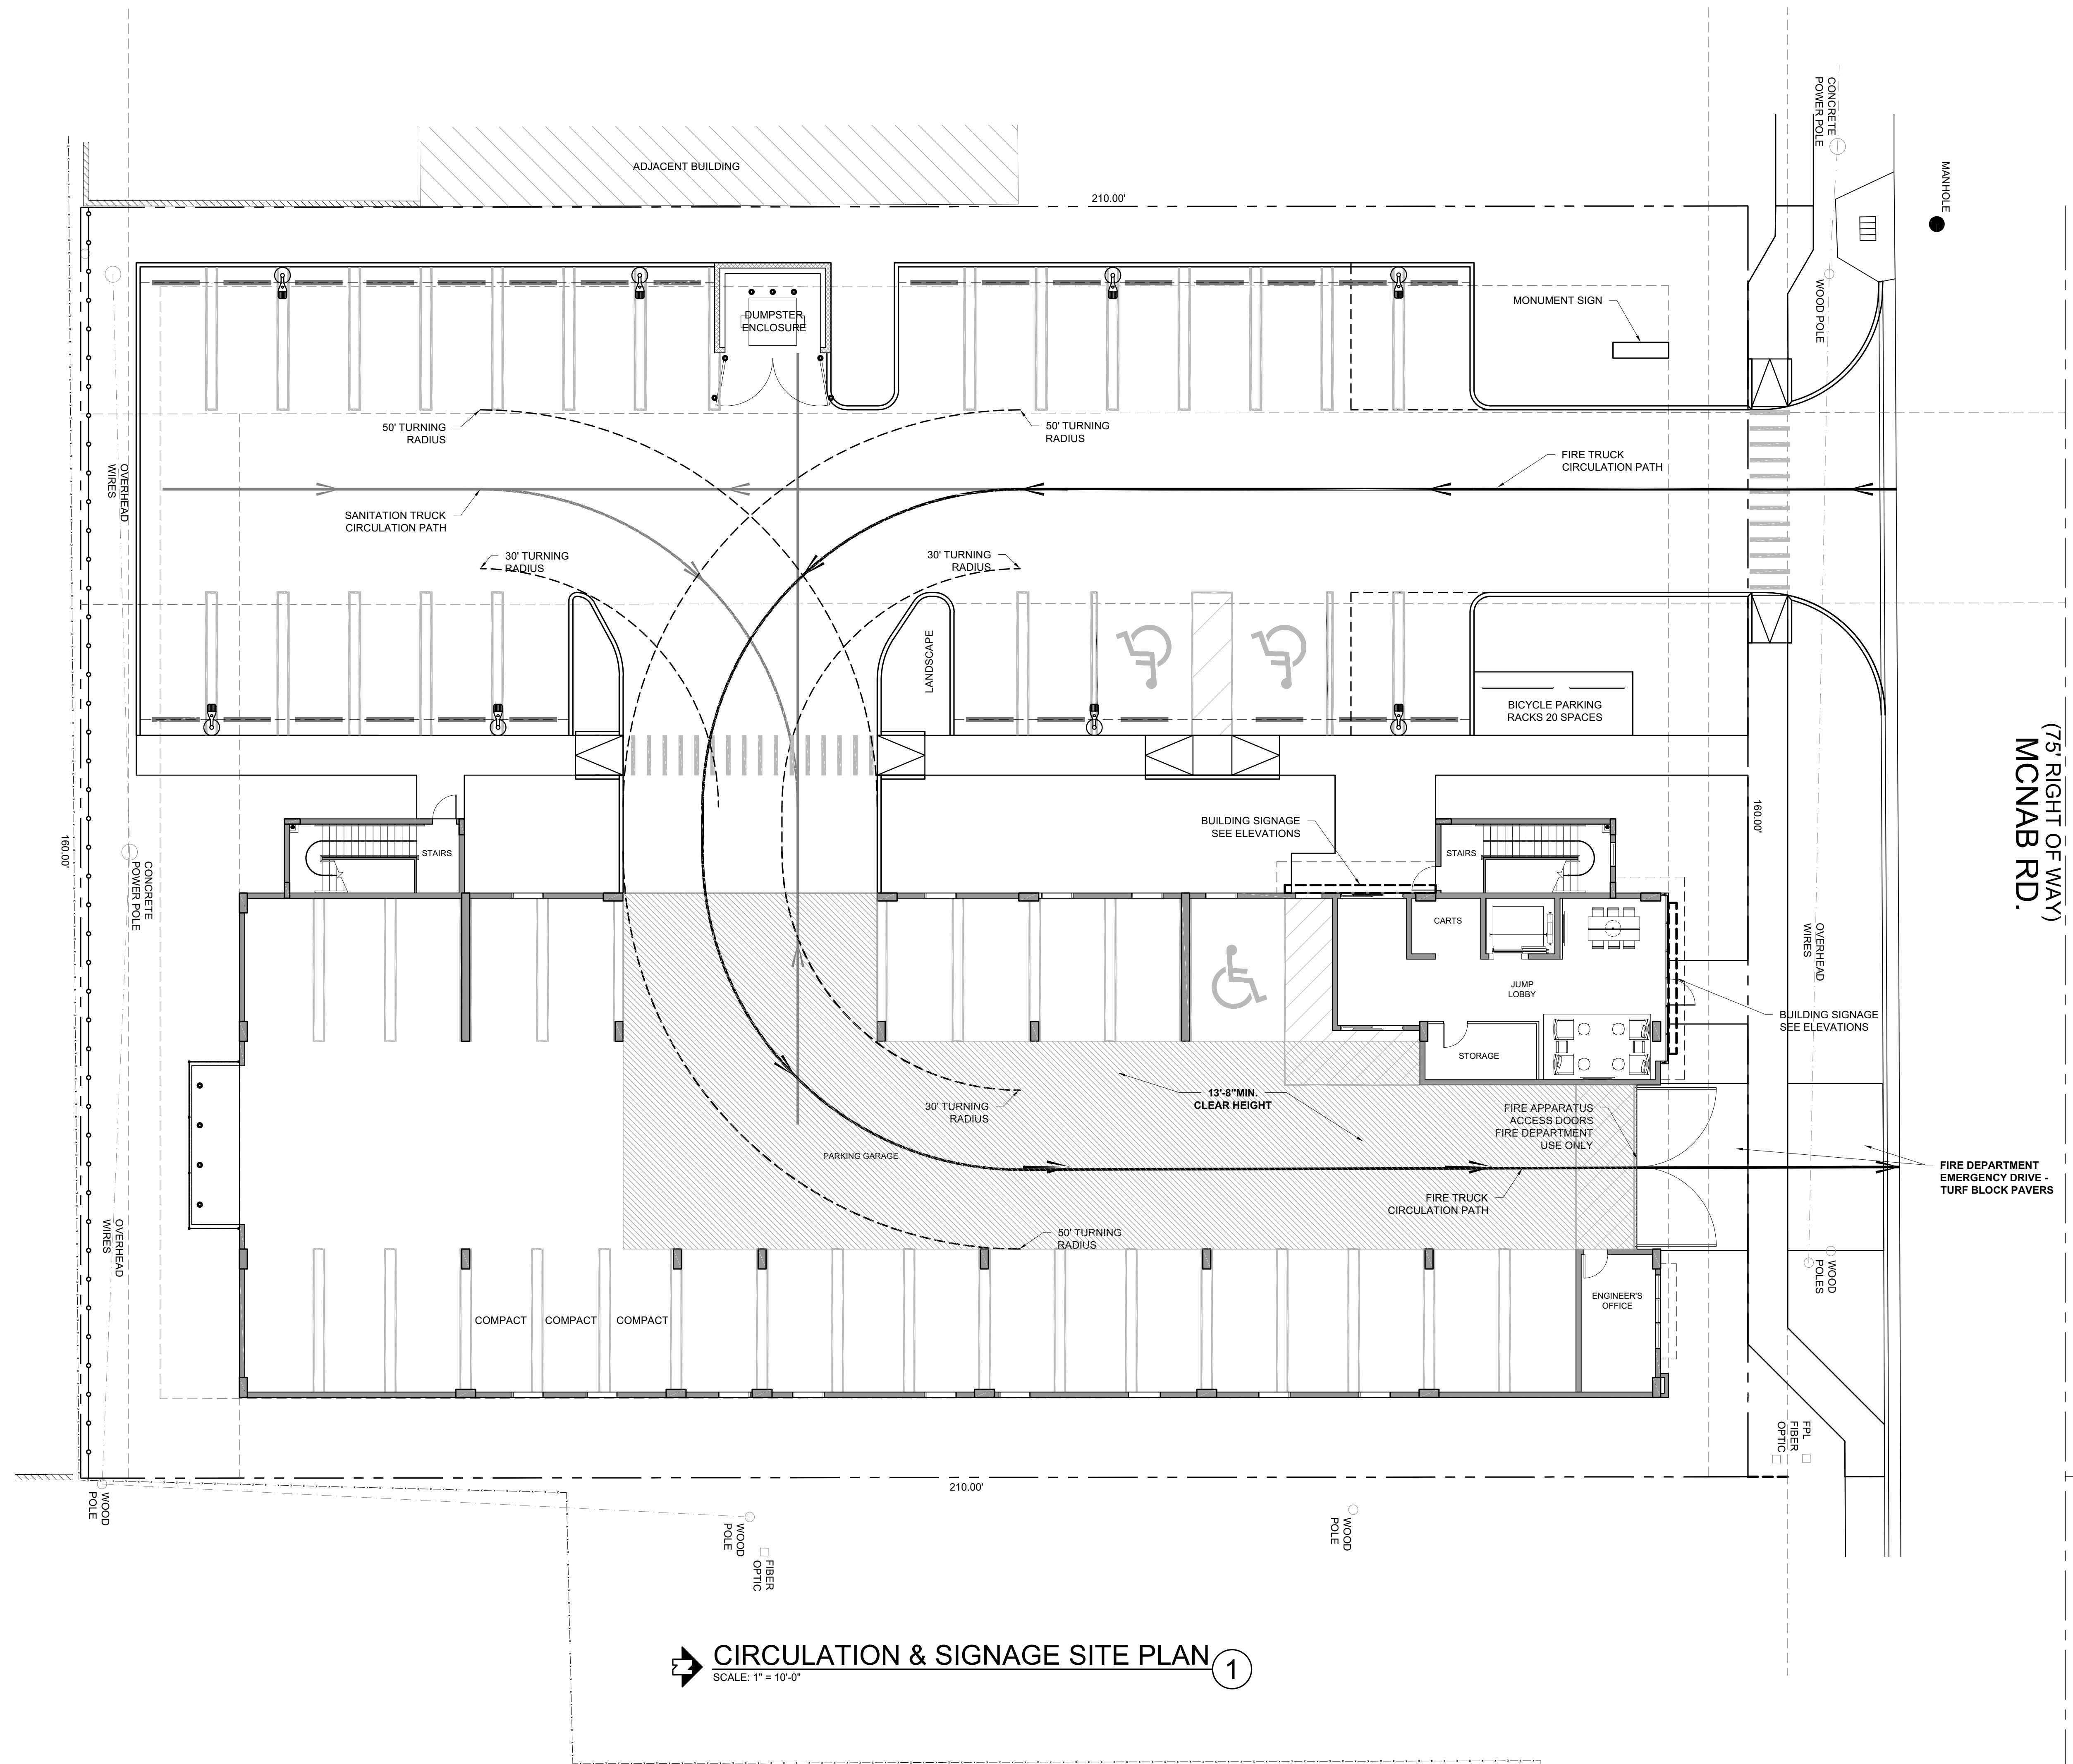 CONCRETE
POWER POLE
MANHOLE
ADJACENT BUILDING
210.00'
WOOD POLE
MONUMENT SIGN
DUMPSTER
ENCLOSURE
50' TURNING
RADIUS
50' TURNING
RADIUS
FIRE TRUCK
CIRCULATION PATH
OVERHEAD
WIRES
SANITATION TRUCK
CIRCULATION PATH
30' TURNING
RADIUS
30' TURNING
RADIUS
LANDSCAPE
BICYCLE PARKING
RACKS 20 SPACES
(75' RIGHT OF WAY)
MCNAB RD.
160.00'
160.00'
BUILDING SIGNAGE
SEE ELEVATIONS
STAIRS
STAIRS
CONCRETE
POWER POLE
CARTS
OVERHEAD
WIRES
JUMP
LOBBY
BUILDING SIGNAGE
SEE ELEVATIONS
STORAGE
13'-8"MIN.
CLEAR HEIGHT
30' TURNING
RADIUS
FIRE APPARATUS
ACCESS DOORS
FIRE DEPARTMENT
USE ONLY
PARKING GARAGE
FIRE DEPARTMENT
EMERGENCY DRIVE -
TURF BLOCK PAVERS
FIRE TRUCK
CIRCULATION PATH
OVERHEAD
WIRES
50' TURNING
RADIUS
WOOD
POLES
ENGINEER'S
OFFICE
COMPACT
COMPACT
COMPACT
FPL
FIBER
OPTIC
210.00'
WOOD
POLE
WOOD
POLE
FIBER
OPTIC
WOOD
POLE
N
CIRCULATION & SIGNAGE SITE PLAN
1
SCALE: 1" = 10'-0"